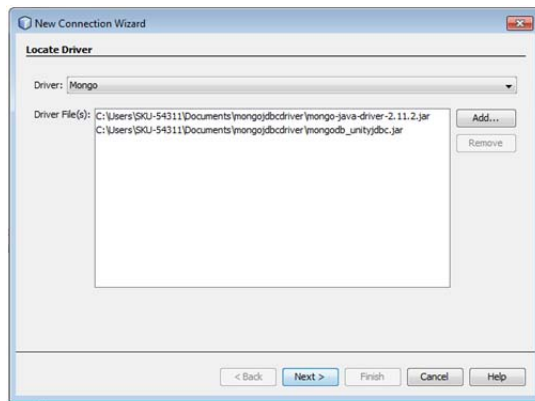 New Connection Wizard
Locate Driver
Driver: Mongo
Driver File(s): C:\Users\SKU-54311\Documents\mongojdbcdriver\mongo-java-driver-2.11.2.jar
C:\Users\SKU-54311\Documents\mongojdbcdriver\mongodb_unityjdbc.jar
Add...
Remove
< Back Next > Finish Cancel Help